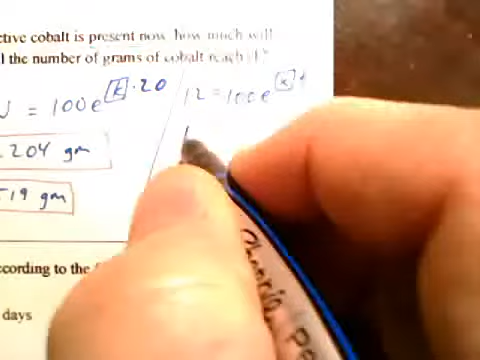 ctive cobalt is present now how much will
l the number of grams of cobalt reach
= 100e^[k]·20
12 = 100e^[k]
204 gm
19 gm
ccording to the
days
Phoenix